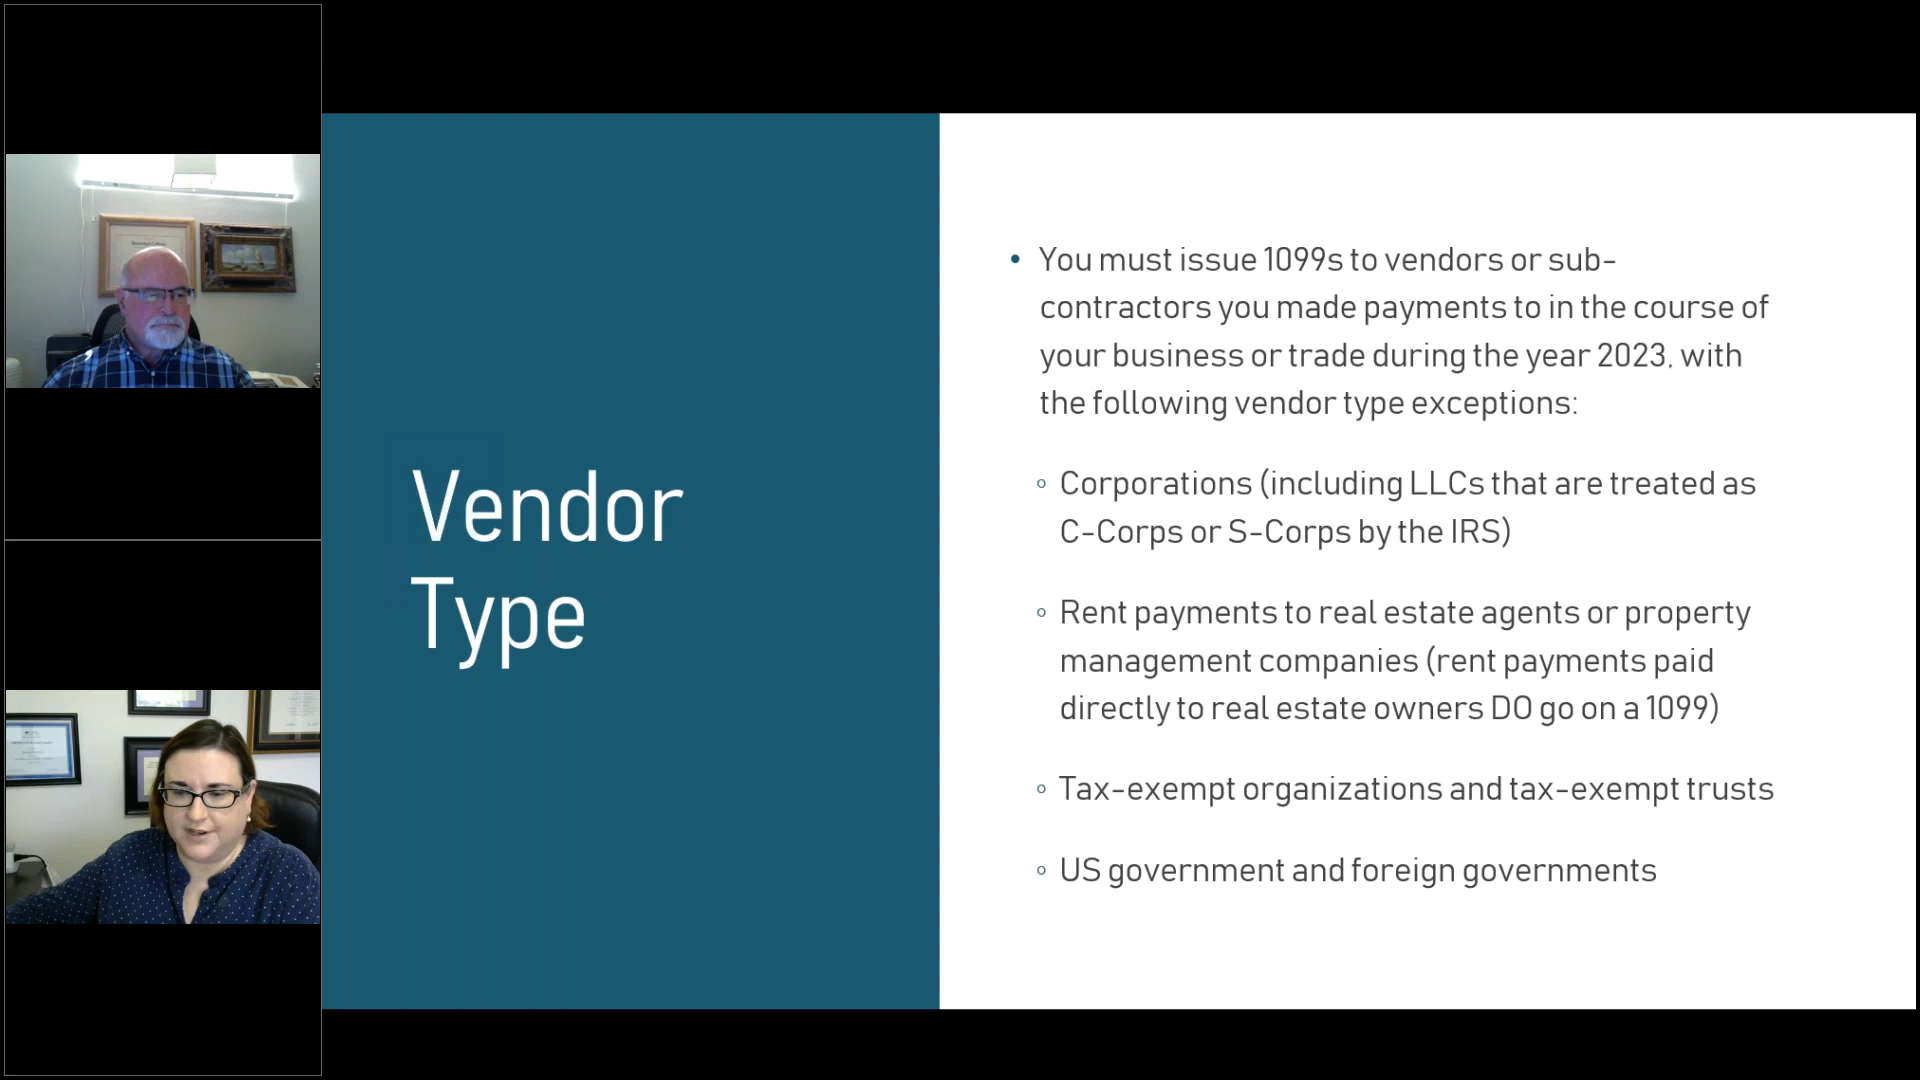 Vendor
Type
• You must issue 1099s to vendors or sub-
contractors you made payments to in the course of
your business or trade during the year 2023, with
the following vendor type exceptions:
◦ Corporations (including LLCs that are treated as
C-Corps or S-Corps by the IRS)
◦ Rent payments to real estate agents or property
management companies (rent payments paid
directly to real estate owners DO go on a 1099)
◦ Tax-exempt organizations and tax-exempt trusts
◦ US government and foreign governments